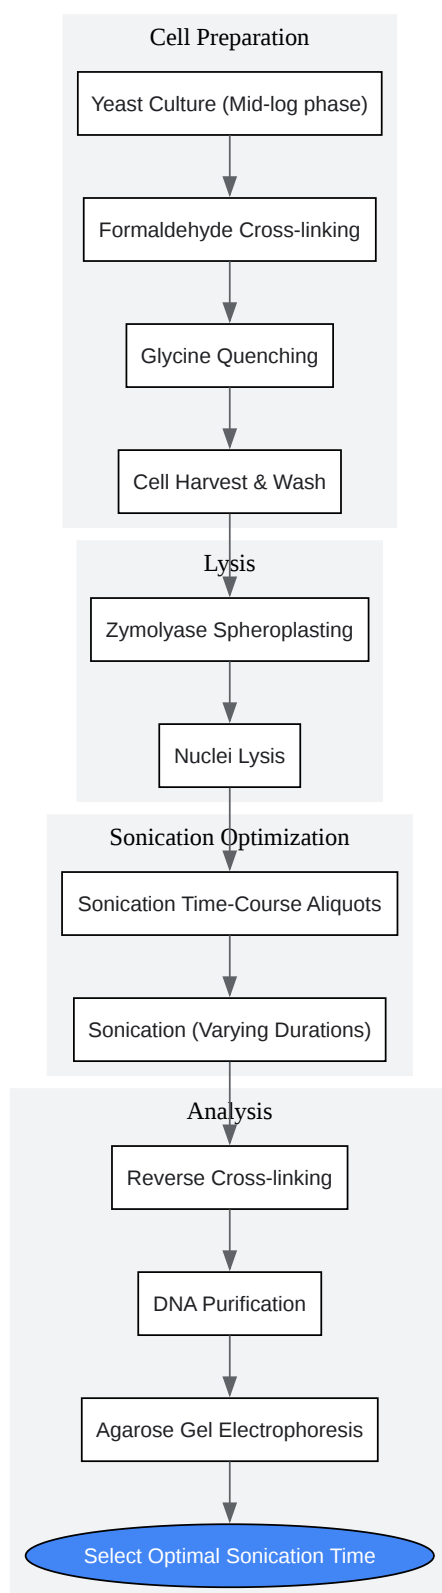 Cell Preparation
Yeast Culture (Mid-log phase)
Formaldehyde Cross-linking
Glycine Quenching
Cell Harvest & Wash
Lysis
Zymolyase Spheroplasting
Nuclei Lysis
Sonication Optimization
Sonication Time-Course Aliquots
Sonication (Varying Durations)
Analysis
Reverse Cross-linking
DNA Purification
Agarose Gel Electrophoresis
Select Optimal Sonication Time